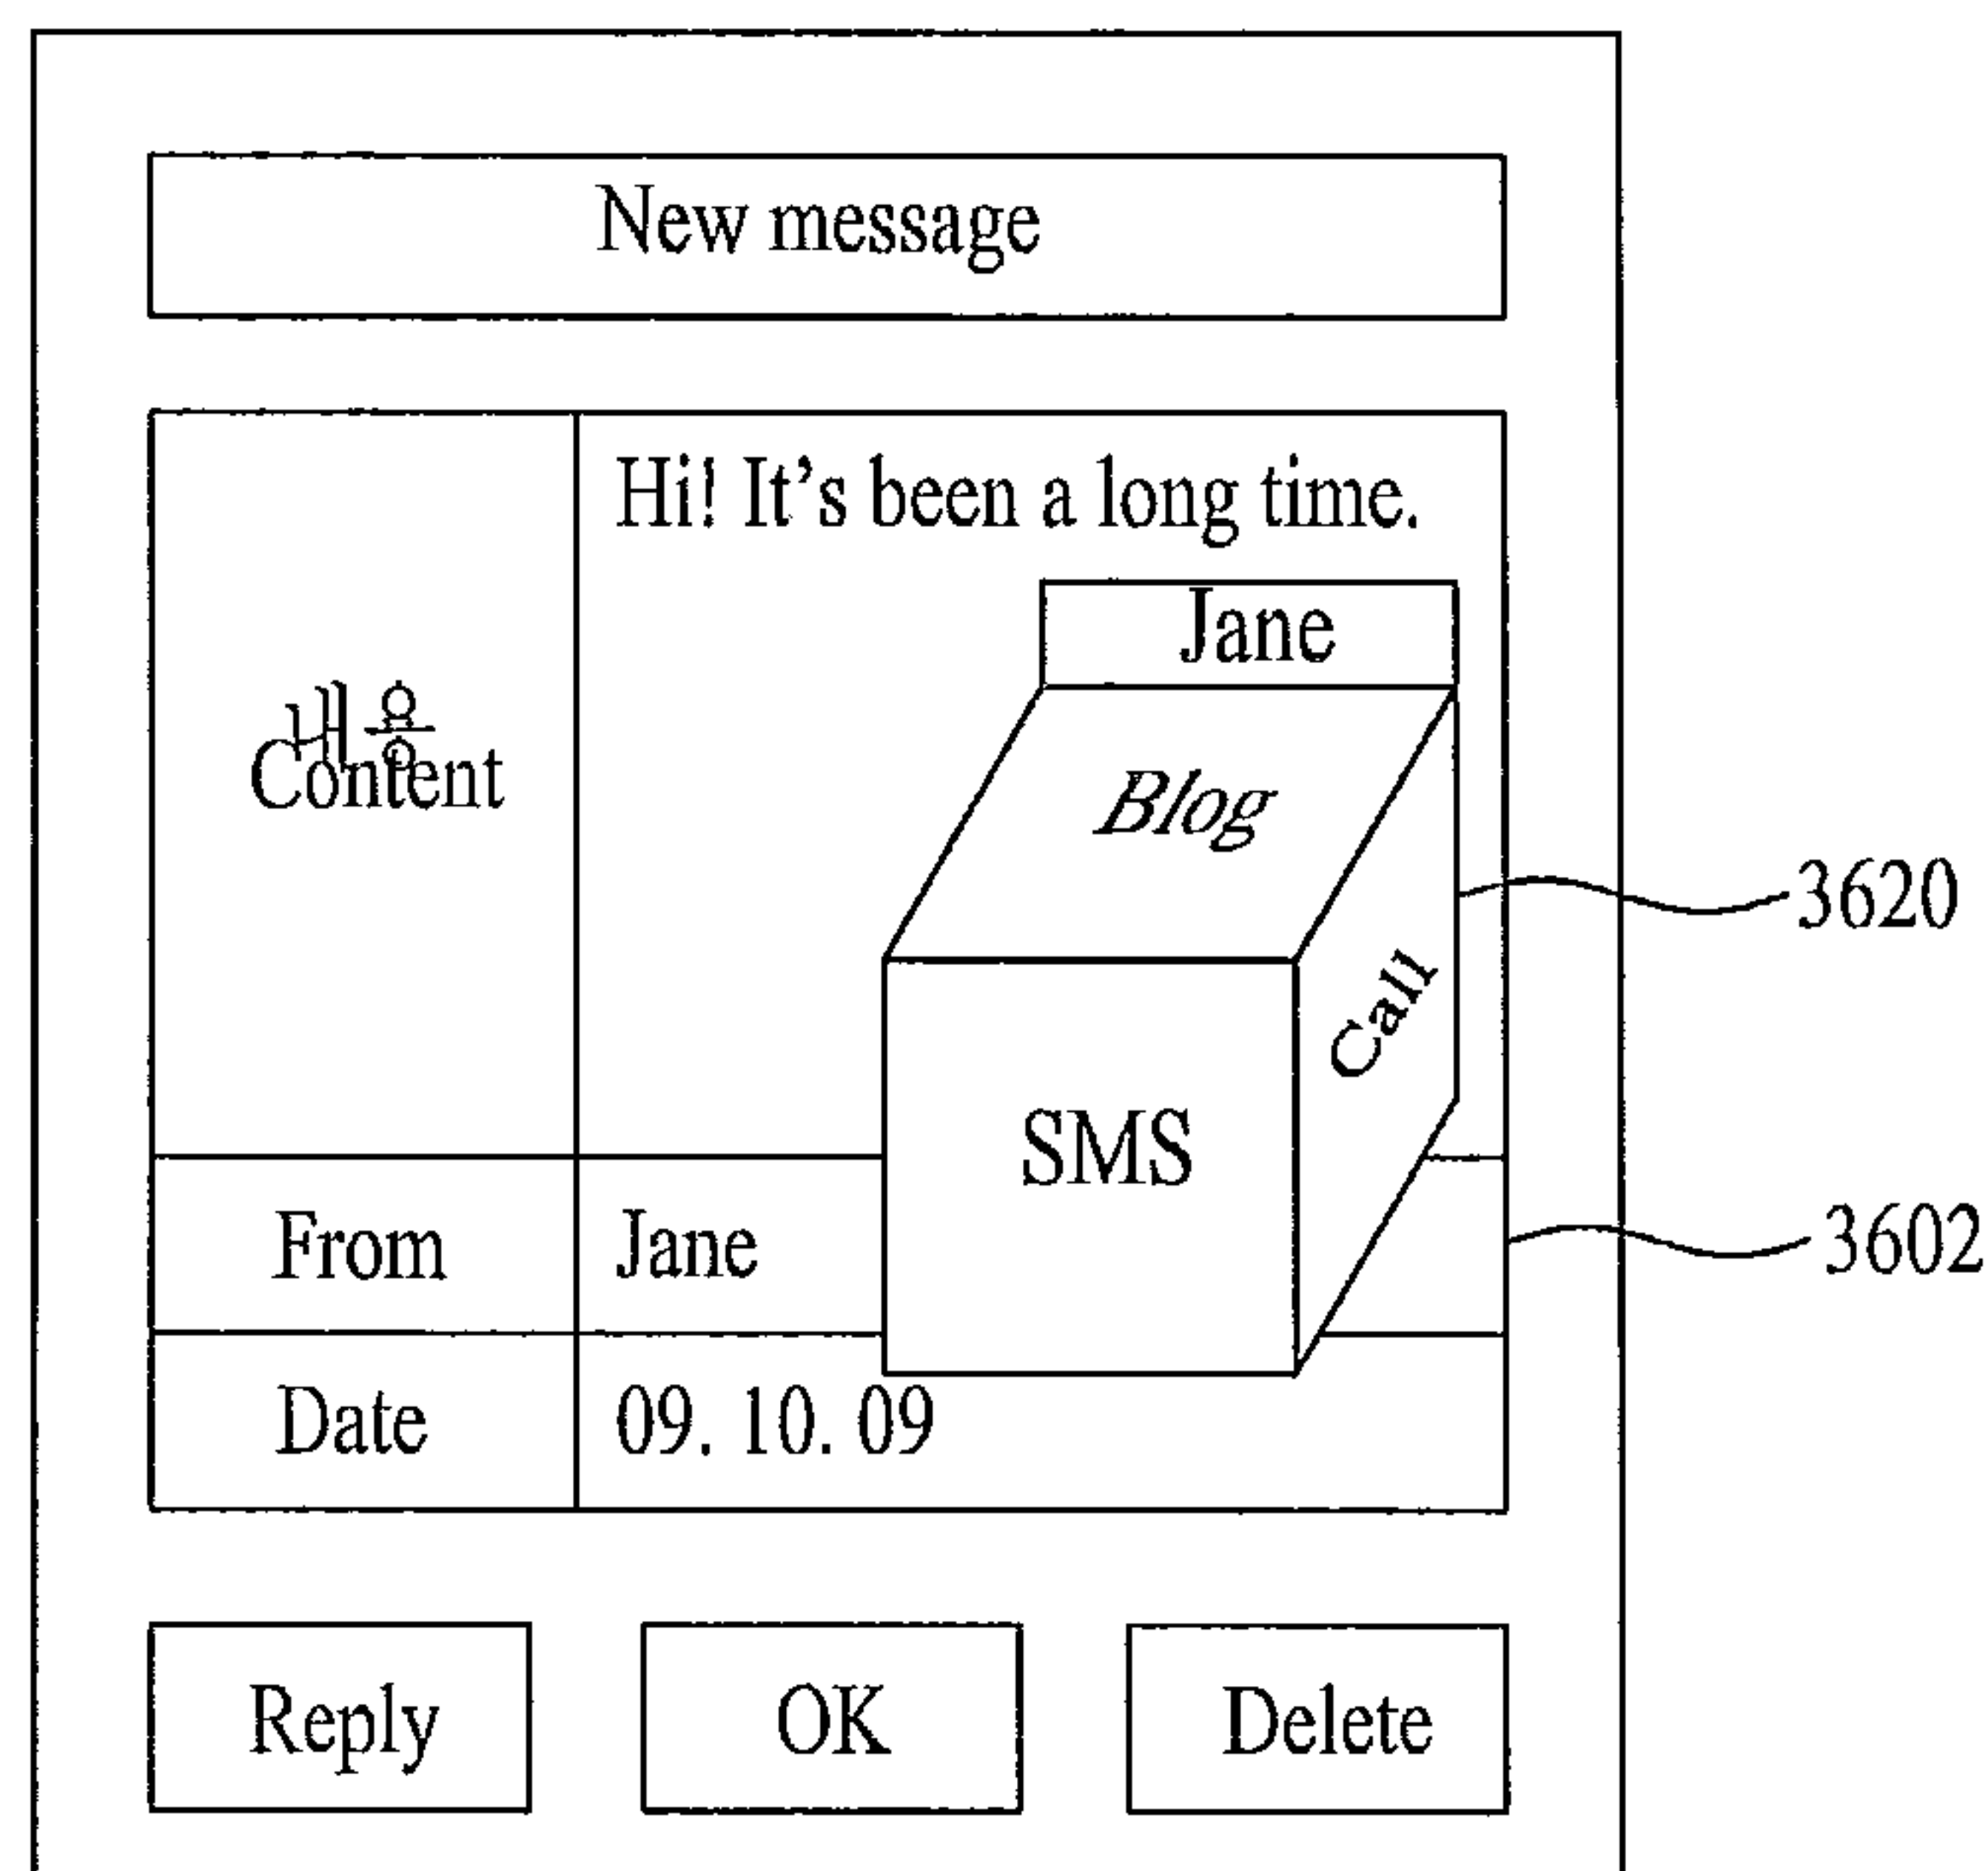 New message
Hi! It's been a long time.
Jane
내용
Content
Blog
3620
Call
SMS
From
Jane
3602
Date
09. 10. 09
Reply
OK
Delete